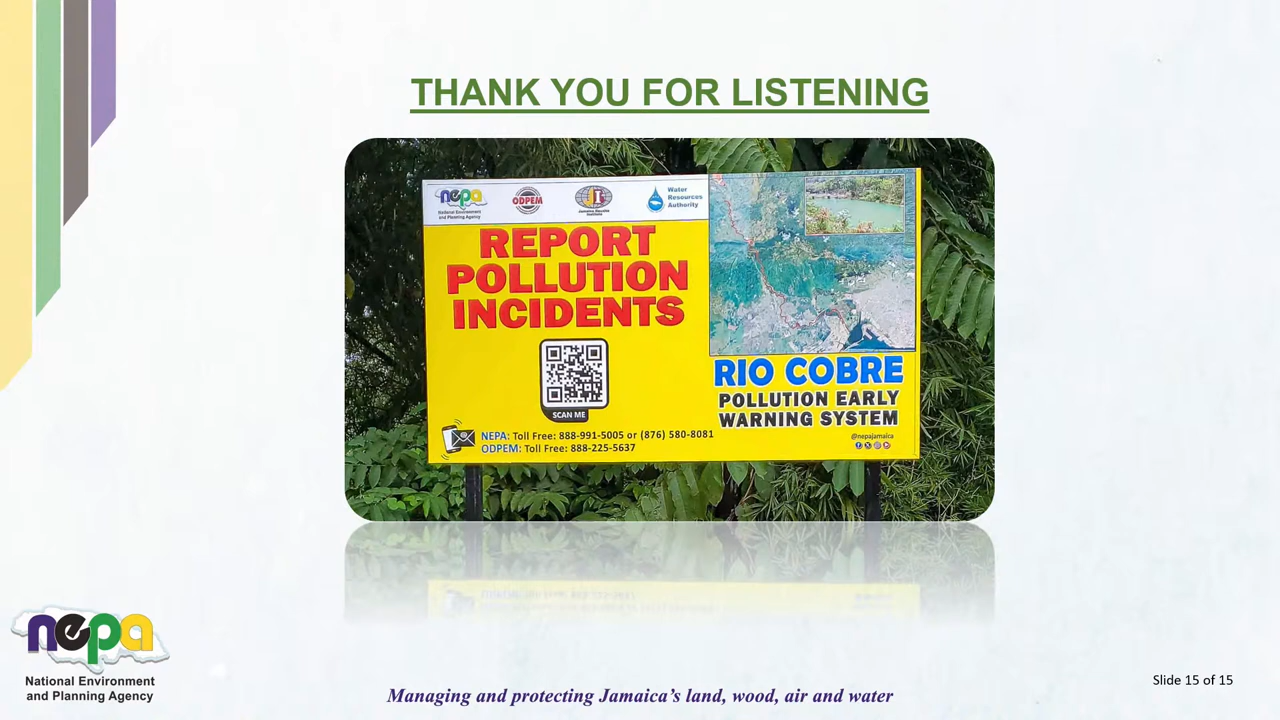 THANK YOU FOR LISTENING
nepa
National Environment
and Planning Agency
ODPEM
Water
Resources
Authority
REPORT
POLLUTION
INCIDENTS
SCAN ME
NEPA: Toll Free: 888-991-5005 or (876) 580-8081
ODPEM: Toll Free: 888-225-5637
RIO COBRE
POLLUTION EARLY
WARNING SYSTEM
@nepajamaica
nepa
National Environment
and Planning Agency
Managing and protecting Jamaica's land, wood, air and water
Slide 15 of 15